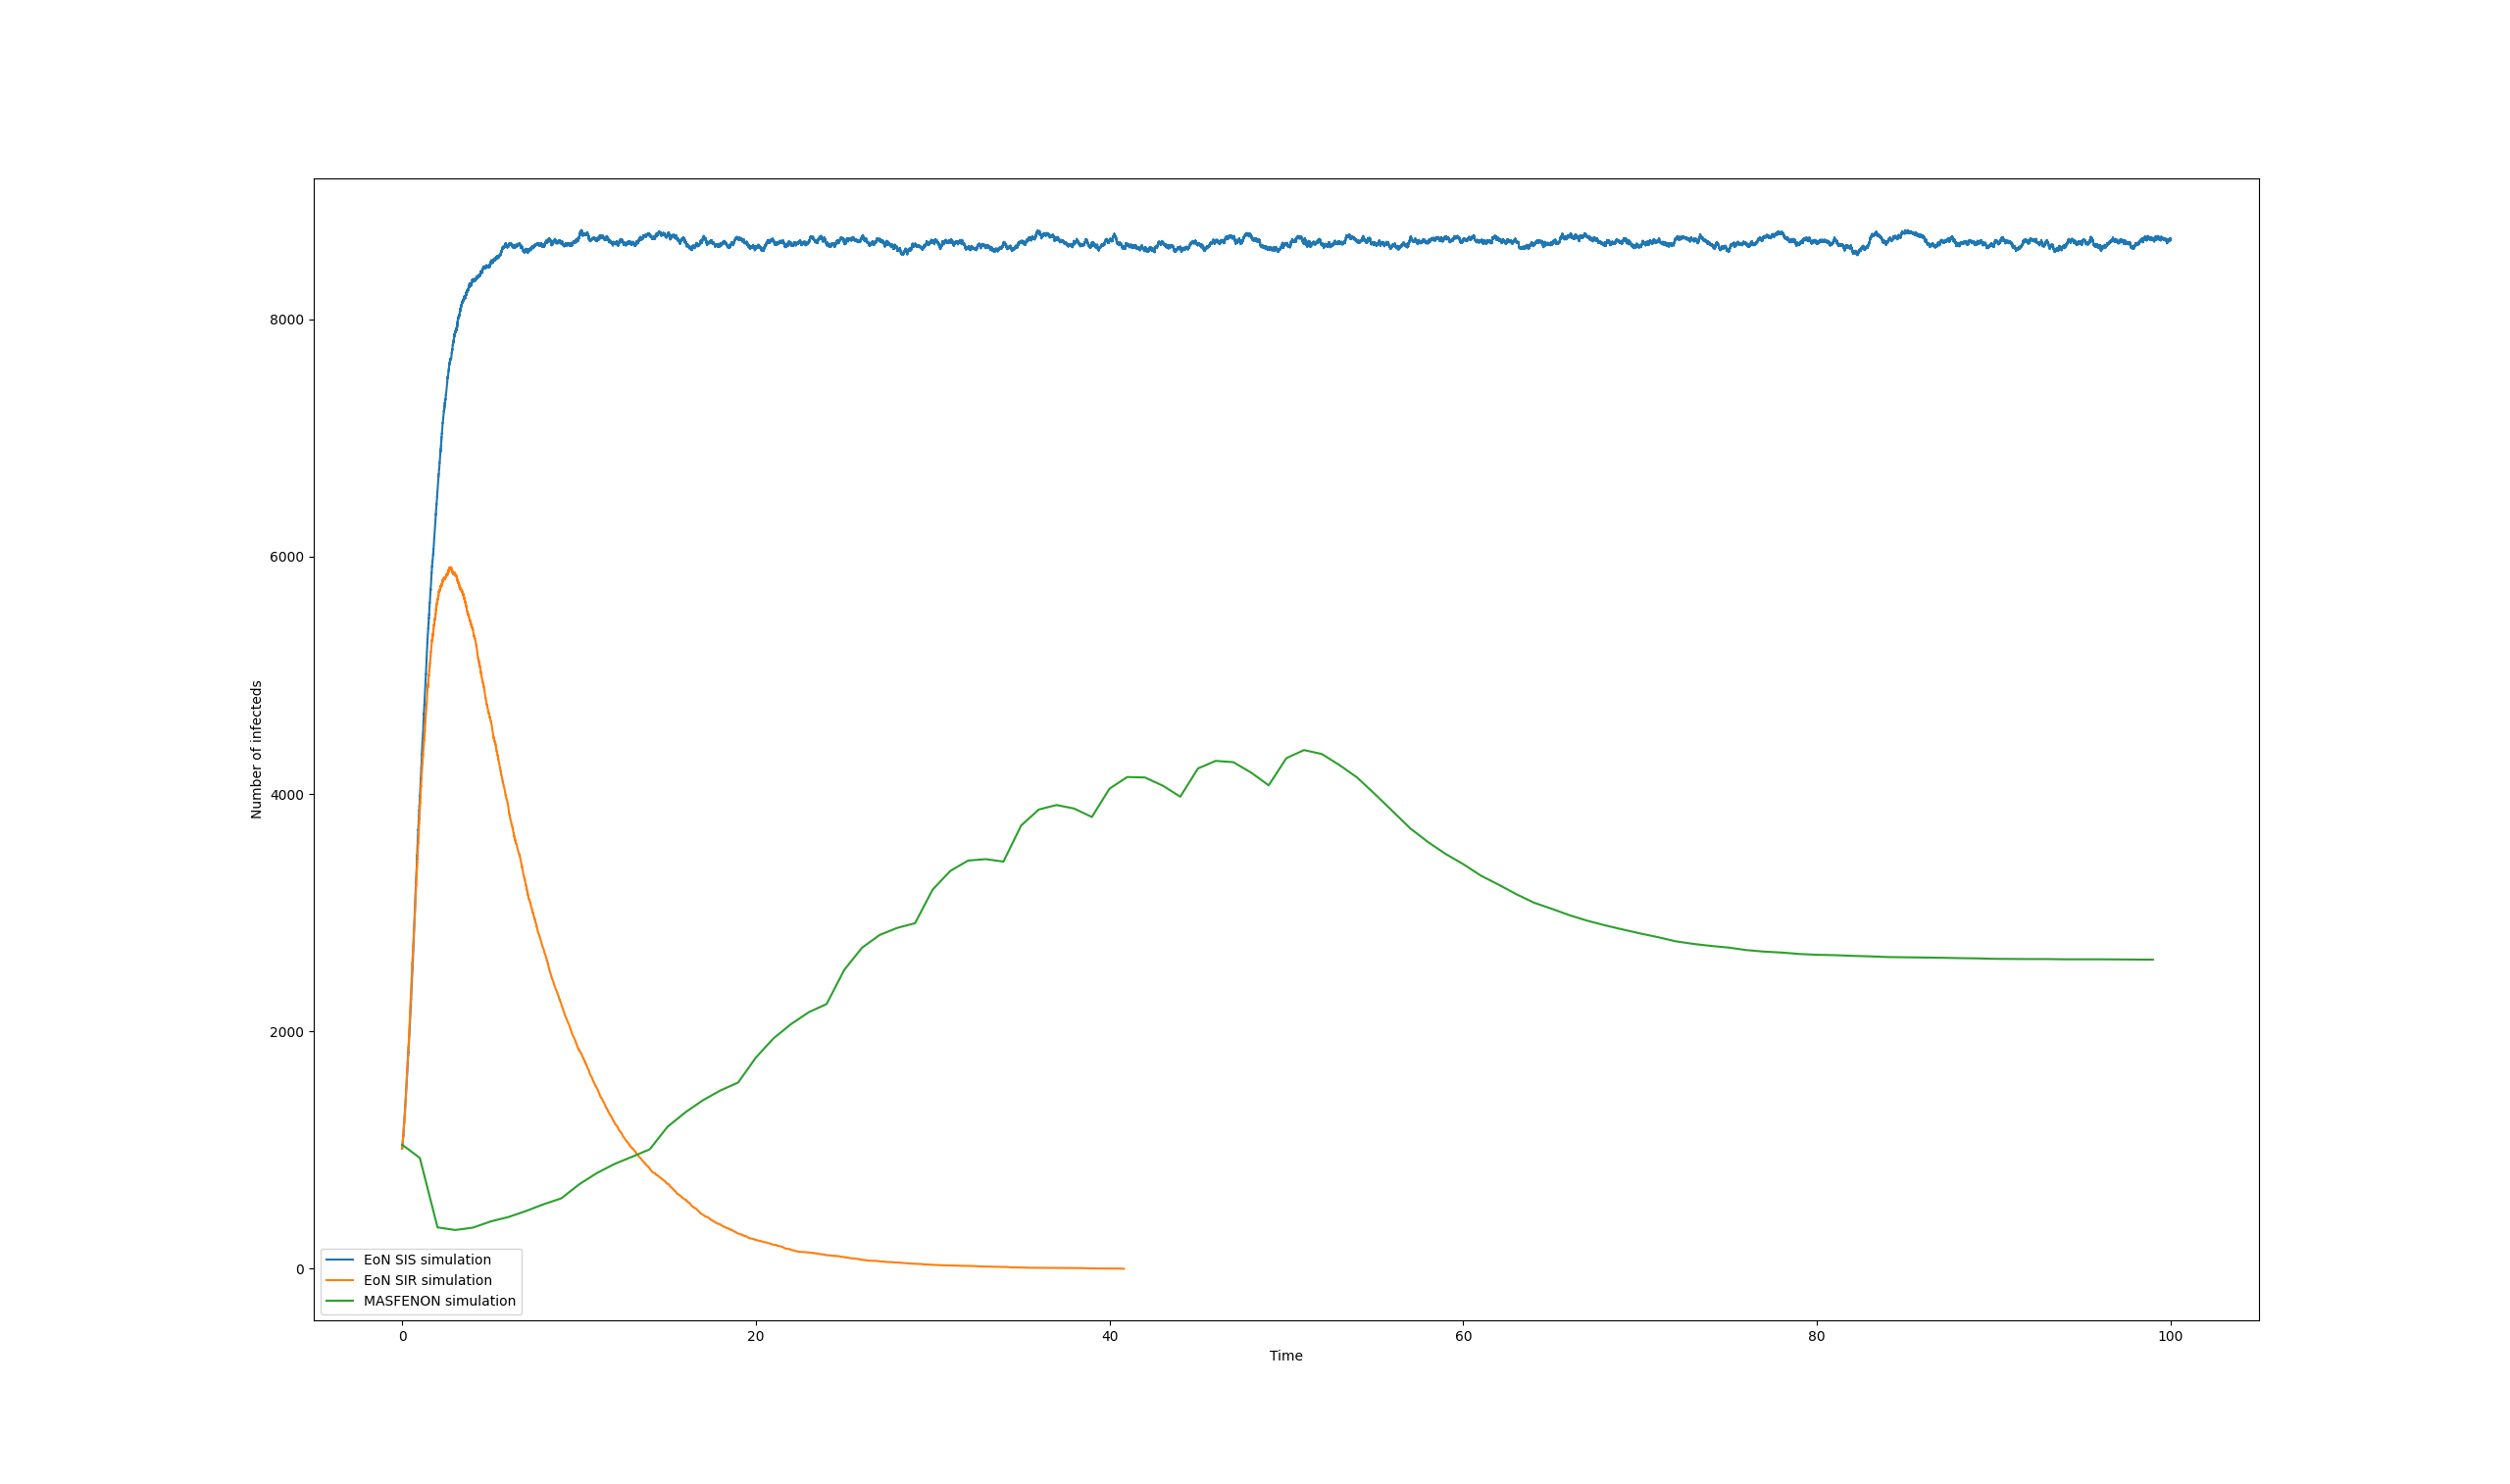 Number of infecteds
8000
6000
4000
2000
0
EoN SIS simulation
EoN SIR simulation
MASFENON simulation
0 20 40 60 80 100
Time